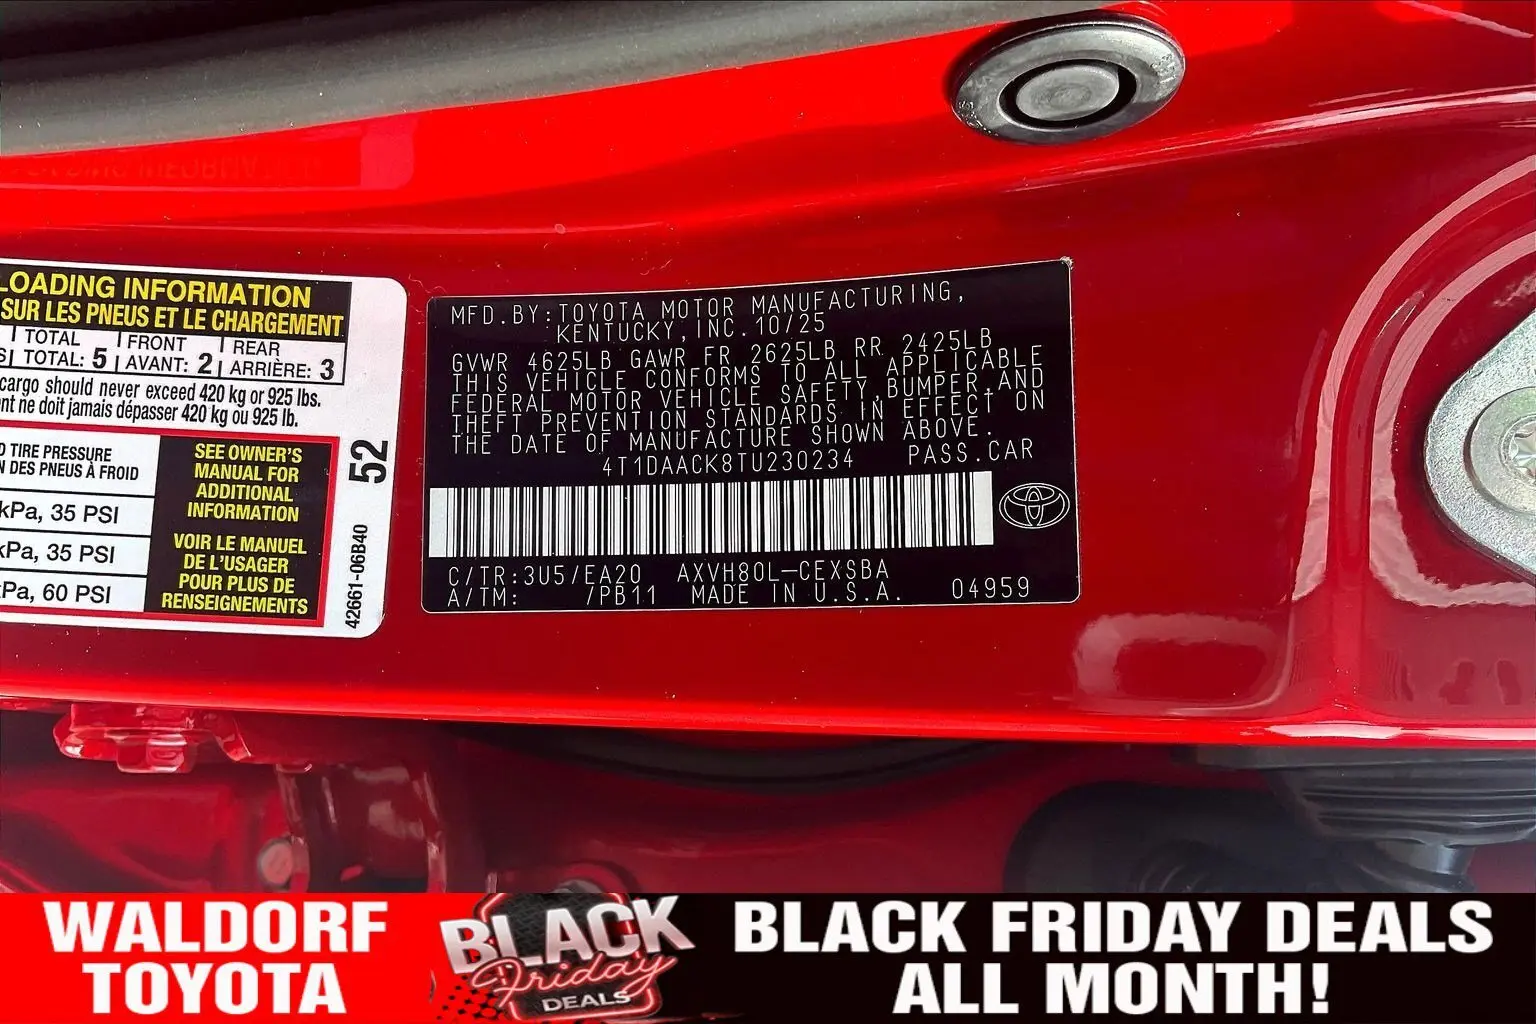 LOADING INFORMATION
SUR LES PNEUS ET LE CHARGEMENT
TOTAL FRONT REAR
TOTAL: 5 AVANT: 2 ARRIÈRE: 3
cargo should never exceed 420 kg or 925 lbs.
nt ne doit jamais dépasser 420 kg ou 925 lb.
TIRE PRESSURE
DES PNEUS À FROID
kPa, 35 PSI
kPa, 35 PSI
kPa, 60 PSI
SEE OWNER'S
MANUAL FOR
ADDITIONAL
INFORMATION
VOIR LE MANUEL
DE L'USAGER
POUR PLUS DE
RENSEIGNEMENTS
52
42661-06B40
MFD.BY:TOYOTA MOTOR MANUFACTURING,
KENTUCKY,INC.10/25
GVWR 4625LB GAWR FR 2625LB RR 2425LB
THIS VEHICLE CONFORMS TO ALL APPLICABLE
FEDERAL MOTOR VEHICLE SAFETY,BUMPER,AND
THEFT PREVENTION STANDARDS IN EFFECT ON
THE DATE OF MANUFACTURE SHOWN ABOVE.
4T1DAACK8TU230234 PASS.CAR
C/TR:3U5/EA20 AXVH80L-CEXSBA
A/TM: /PB11 MADE IN U.S.A. 04959
WALDORF
TOYOTA
BLACK
Friday
DEALS
BLACK FRIDAY DEALS
ALL MONTH!